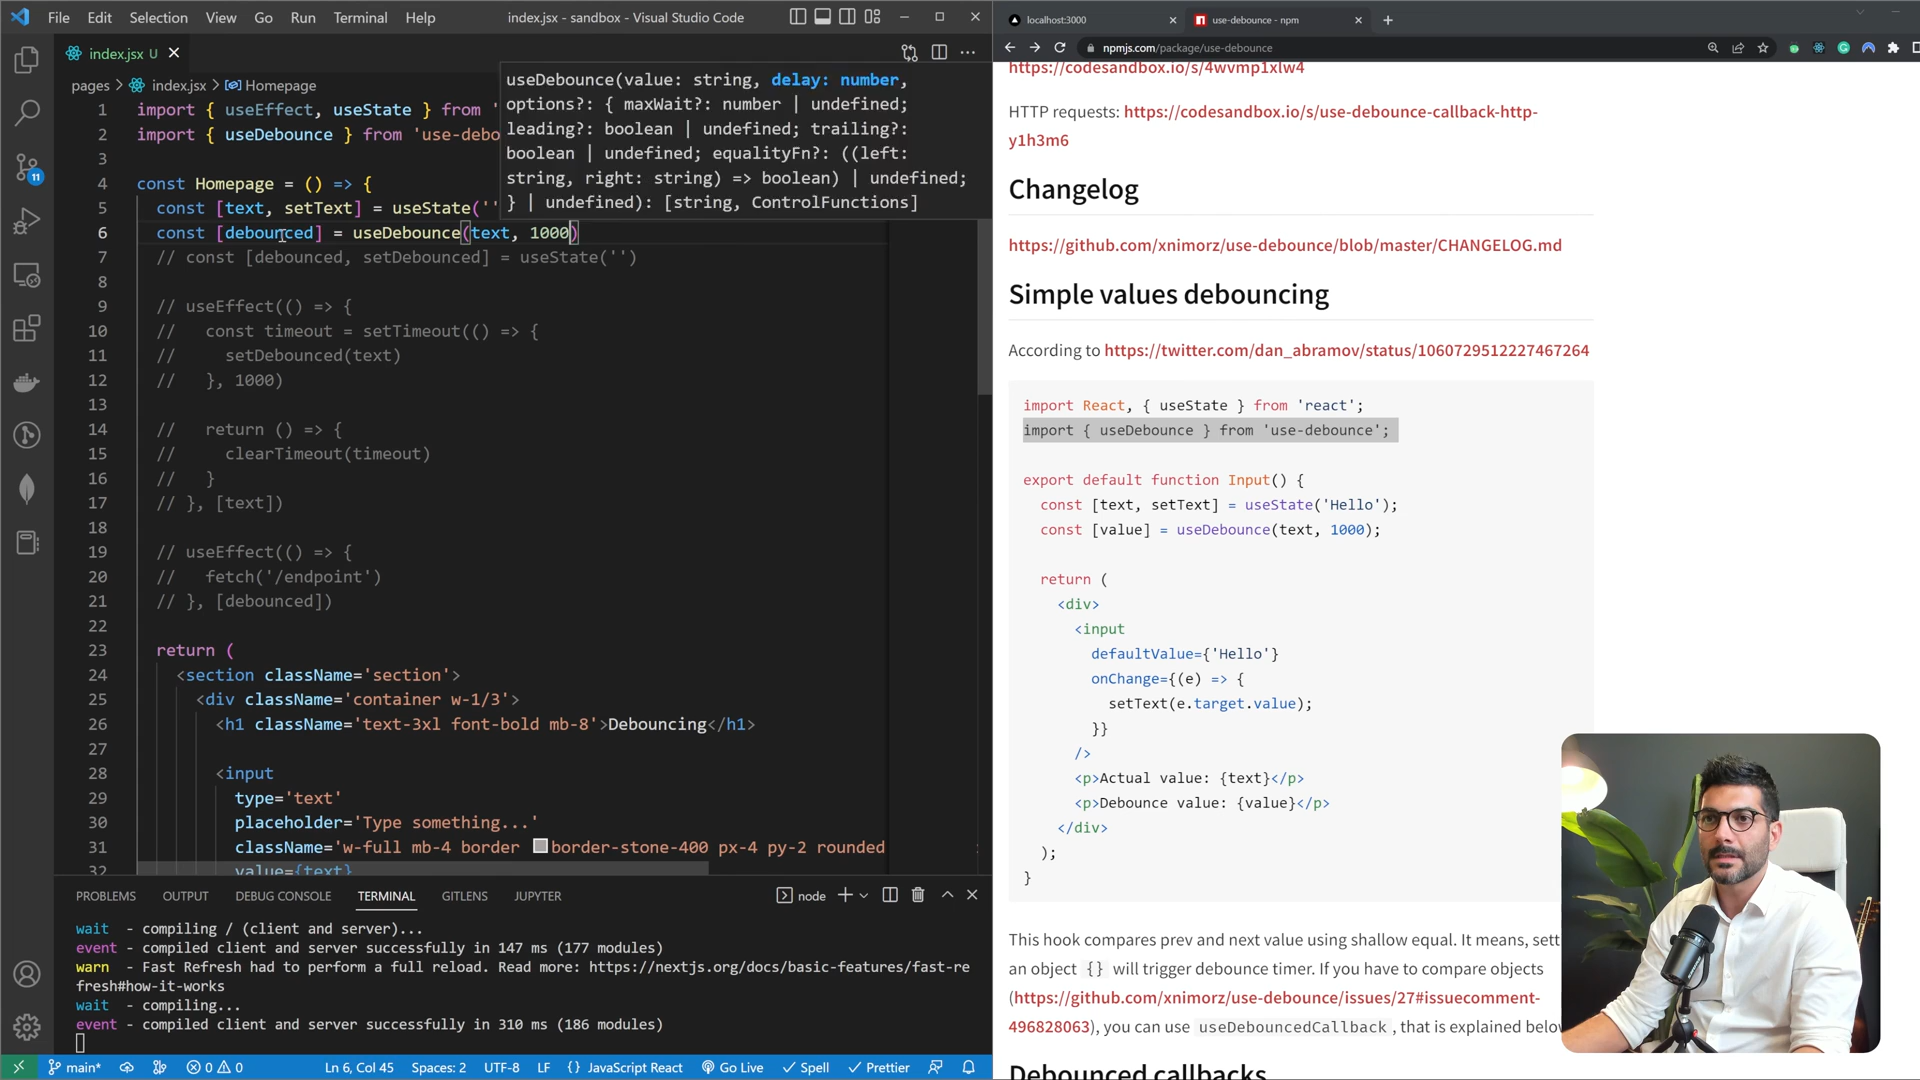 File Edit Selection View Go Run Terminal Help
index.jsx - sandbox - Visual Studio Code
index.jsx U
pages > index.jsx > Homepage
1 import { useEffect, useState } from '
2 import { useDebounce } from 'use-debo
3
4 const Homepage = () => {
5 const [text, setText] = useState(''
6 const [debounced] = useDebounce(text, 1000)
7 // const [debounced, setDebounced] = useState('')
8
9 // useEffect(() => {
10 // const timeout = setTimeout(() => {
11 // setDebounced(text)
12 // }, 1000)
13
14 // return () => {
15 // clearTimeout(timeout)
16 // }
17 // }, [text])
18
19 // useEffect(() => {
20 // fetch('/endpoint')
21 // }, [debounced])
22
23 return (
24 <section className='section'>
25 <div className='container w-1/3'>
26 <h1 className='text-3xl font-bold mb-8'>Debouncing</h1>
27
28 <input
29 type='text'
30 placeholder='Type something...'
31 className='w-full mb-4 border border-stone-400 px-4 py-2 rounded
32 value={text}
useDebounce(value: string, delay: number,
options?: { maxWait?: number | undefined;
leading?: boolean | undefined; trailing?:
boolean | undefined; equalityFn?: ((left:
string, right: string) => boolean) | undefined;
} | undefined): [string, ControlFunctions]
11
PROBLEMS OUTPUT DEBUG CONSOLE TERMINAL GITLENS JUPYTER
node
wait - compiling / (client and server)...
event - compiled client and server successfully in 147 ms (177 modules)
warn - Fast Refresh had to perform a full reload. Read more: https://nextjs.org/docs/basic-features/fast-re
fresh#how-it-works
wait - compiling...
event - compiled client and server successfully in 310 ms (186 modules)
main* 0 0 Ln 6, Col 45 Spaces: 2 UTF-8 LF {} JavaScript React Go Live Spell Prettier
localhost:3000
use-debounce - npm
npmjs.com/package/use-debounce
https://codesandbox.io/s/4wvmp1xlw4
HTTP requests: https://codesandbox.io/s/use-debounce-callback-http-
y1h3m6
Changelog
https://github.com/xnimorz/use-debounce/blob/master/CHANGELOG.md
Simple values debouncing
According to https://twitter.com/dan_abramov/status/1060729512227467264
import React, { useState } from 'react';
import { useDebounce } from 'use-debounce';
export default function Input() {
const [text, setText] = useState('Hello');
const [value] = useDebounce(text, 1000);
return (
<div>
<input
defaultValue={'Hello'}
onChange={(e) => {
setText(e.target.value);
}}
/>
<p>Actual value: {text}</p>
<p>Debounce value: {value}</p>
</div>
);
}
This hook compares prev and next value using shallow equal. It means, sett
an object {} will trigger debounce timer. If you have to compare objects
(https://github.com/xnimorz/use-debounce/issues/27#issuecomment-
496828063), you can use useDebouncedCallback, that is explained below
Debounced callbacks